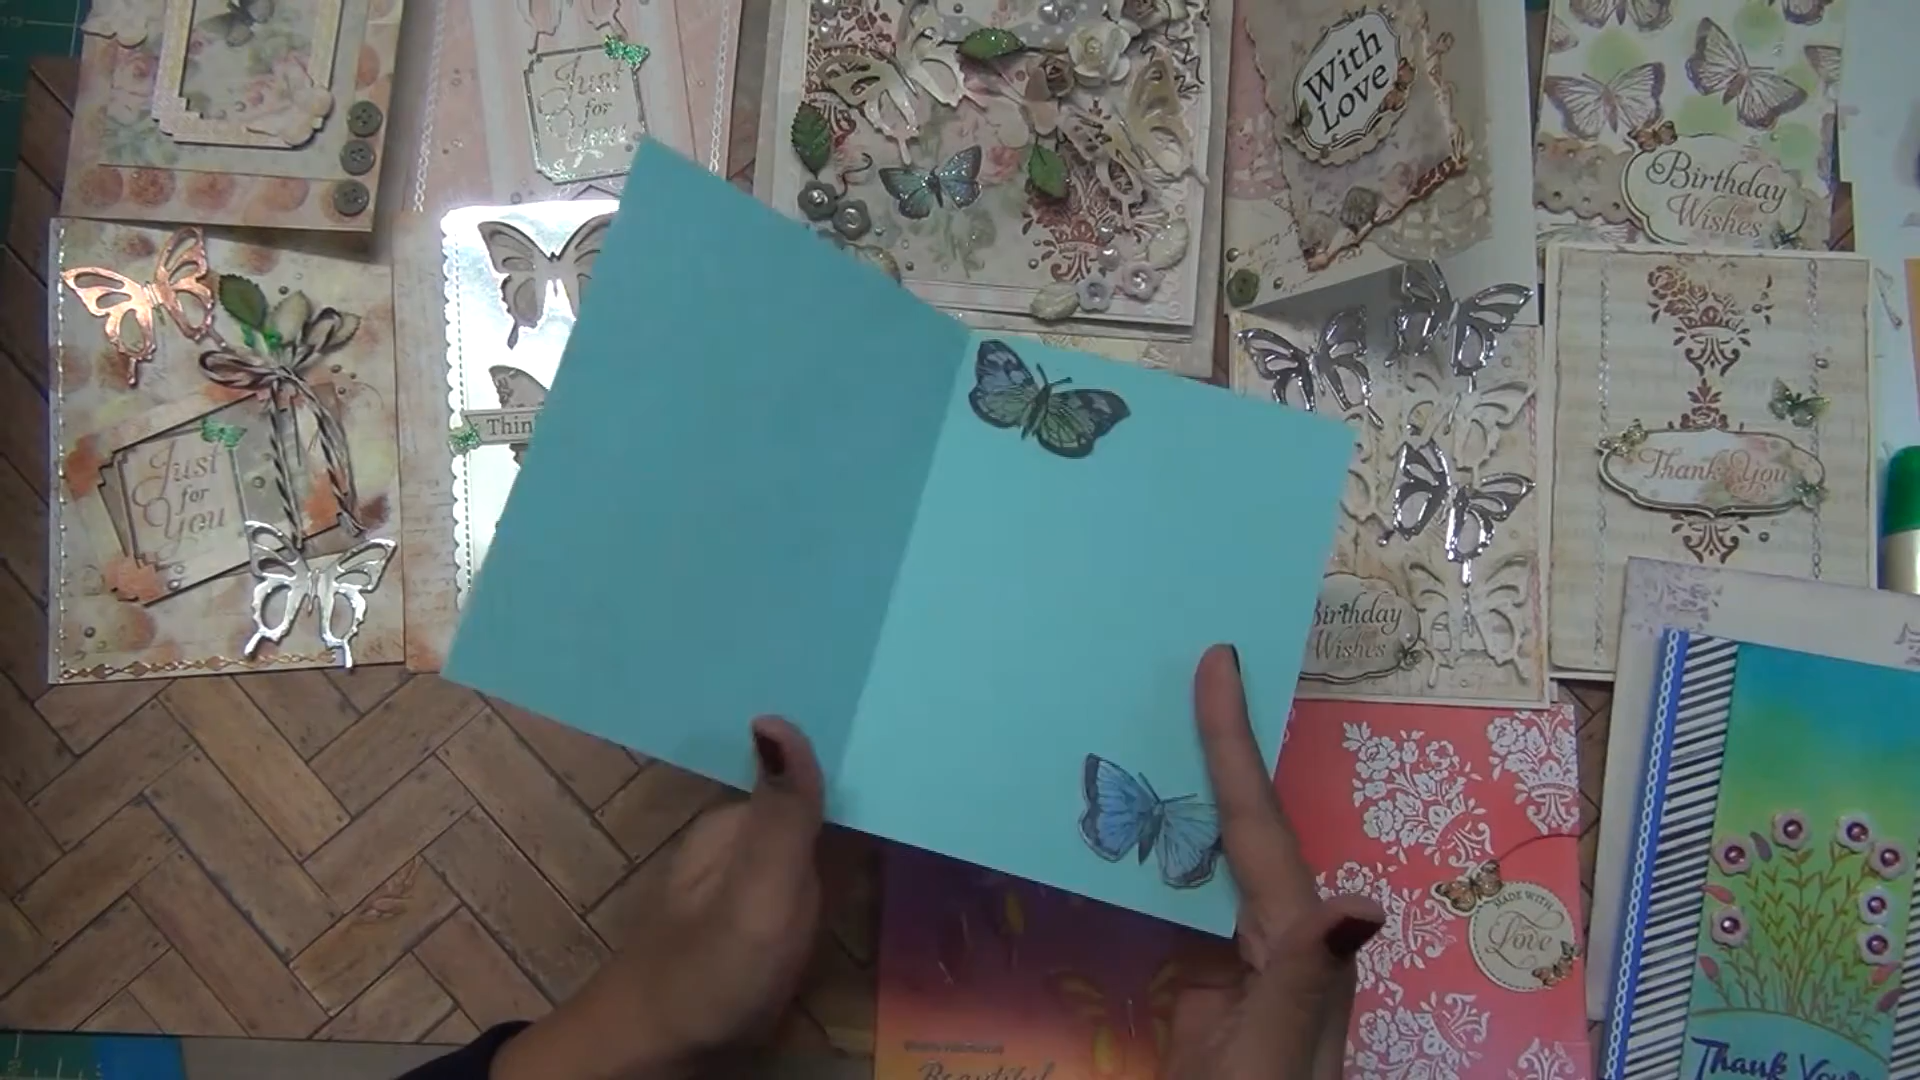 Just
for
You
With
Love
Birthday
Wishes
Just
for
You
Thin
Thank You
Birthday
Wishes
MADE WITH
Love
Beautiful
Thank You